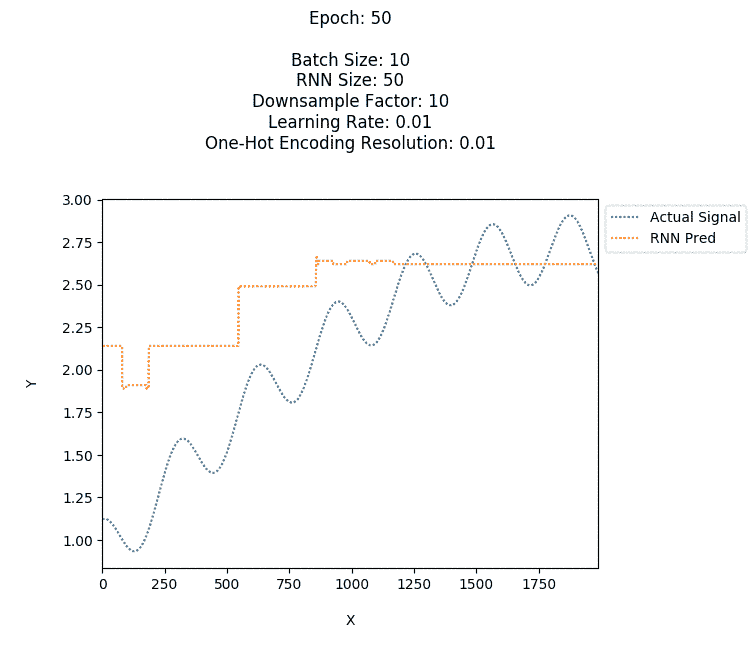 Epoch: 50
Batch Size: 10
RNN Size: 50
Downsample Factor: 10
Learning Rate: 0.01
One-Hot Encoding Resolution: 0.01
Actual Signal
RNN Pred
3.00
2.75
2.50
2.25
2.00
1.75
1.50
1.25
1.00
Y
0 250 500 750 1000 1250 1500 1750
X